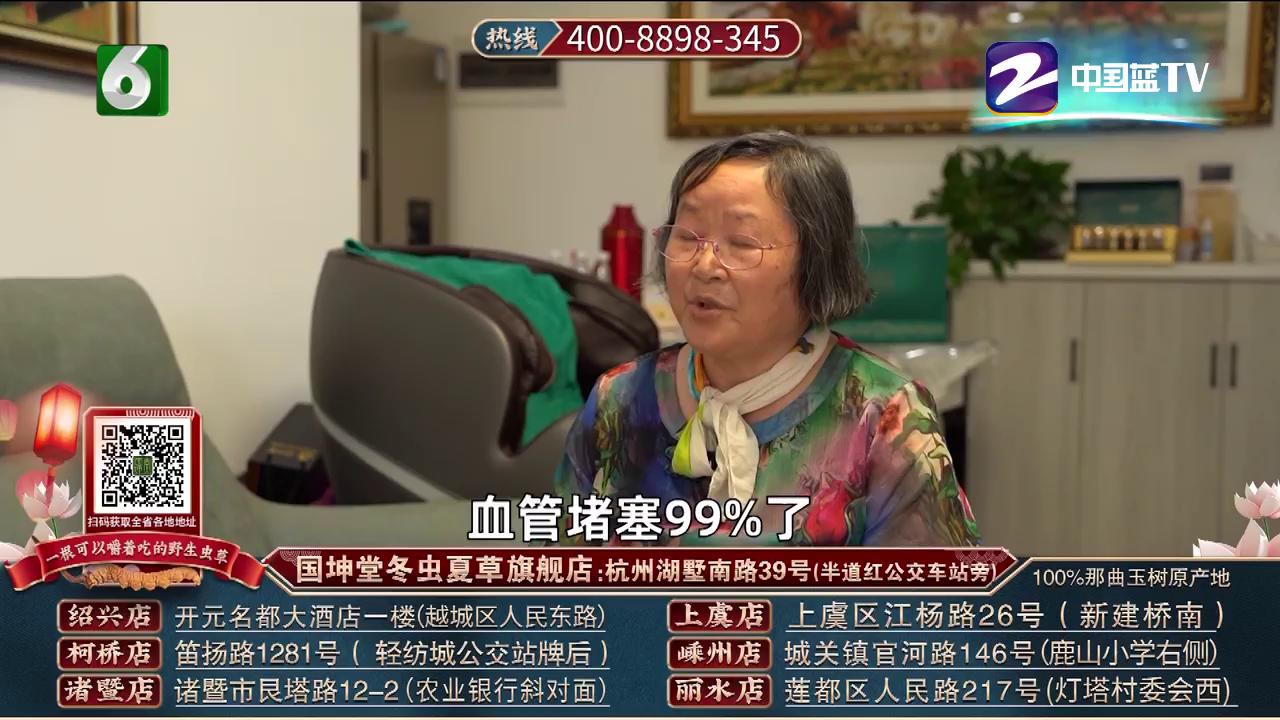 热线 400-8898-345
6
中国蓝TV
血管堵塞99%了
扫码获取全省各地地址
一根可以嚼着吃的野生虫草
国坤堂冬虫夏草旗舰店:杭州湖墅南路39号(半道红公交车站旁)
100%那曲玉树原产地
绍兴店 开元名都大酒店一楼(越城区人民东路)
上虞店 上虞区江杨路26号(新建桥南)
柯桥店 笛扬路1281号(轻纺城公交站牌后)
嵊州店 城关镇官河路146号(鹿山小学右侧)
诸暨店 诸暨市艮塔路12-2(农业银行斜对面)
丽水店 莲都区人民路217号(灯塔村委会西)